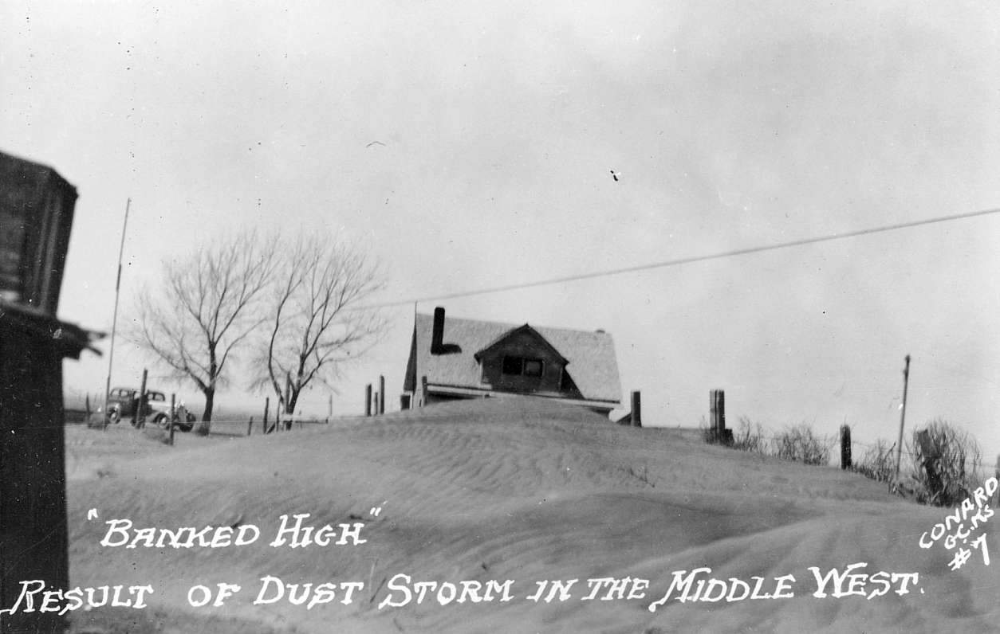 "Banked High"
Result of Dust Storm in the Middle West.
CONARD
G.C. KS
#7